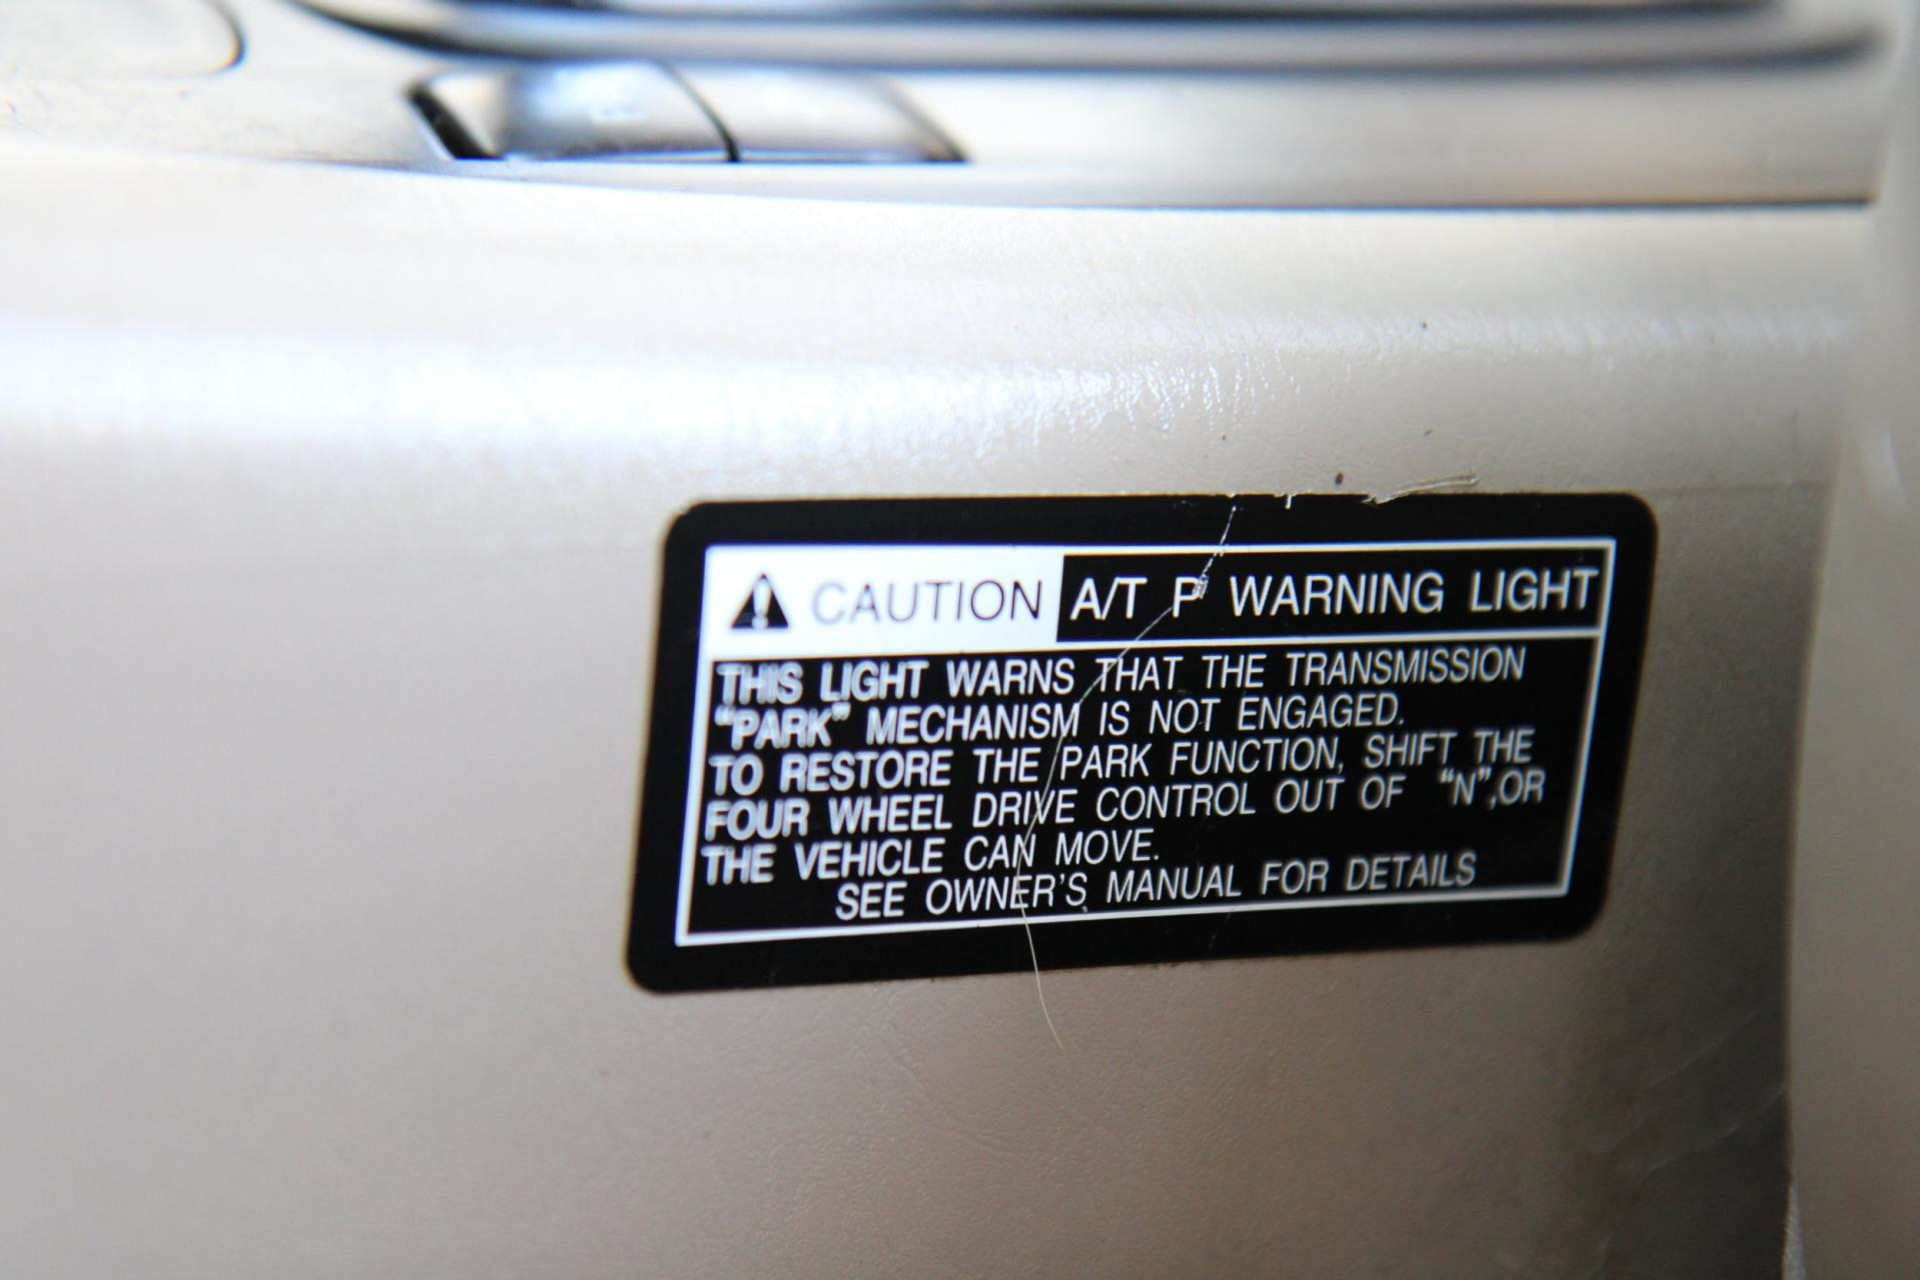 CAUTION A/T P WARNING LIGHT
THIS LIGHT WARNS THAT THE TRANSMISSION
"PARK" MECHANISM IS NOT ENGAGED.
TO RESTORE THE PARK FUNCTION, SHIFT THE
FOUR WHEEL DRIVE CONTROL OUT OF "N",OR
THE VEHICLE CAN MOVE.
SEE OWNER'S MANUAL FOR DETAILS